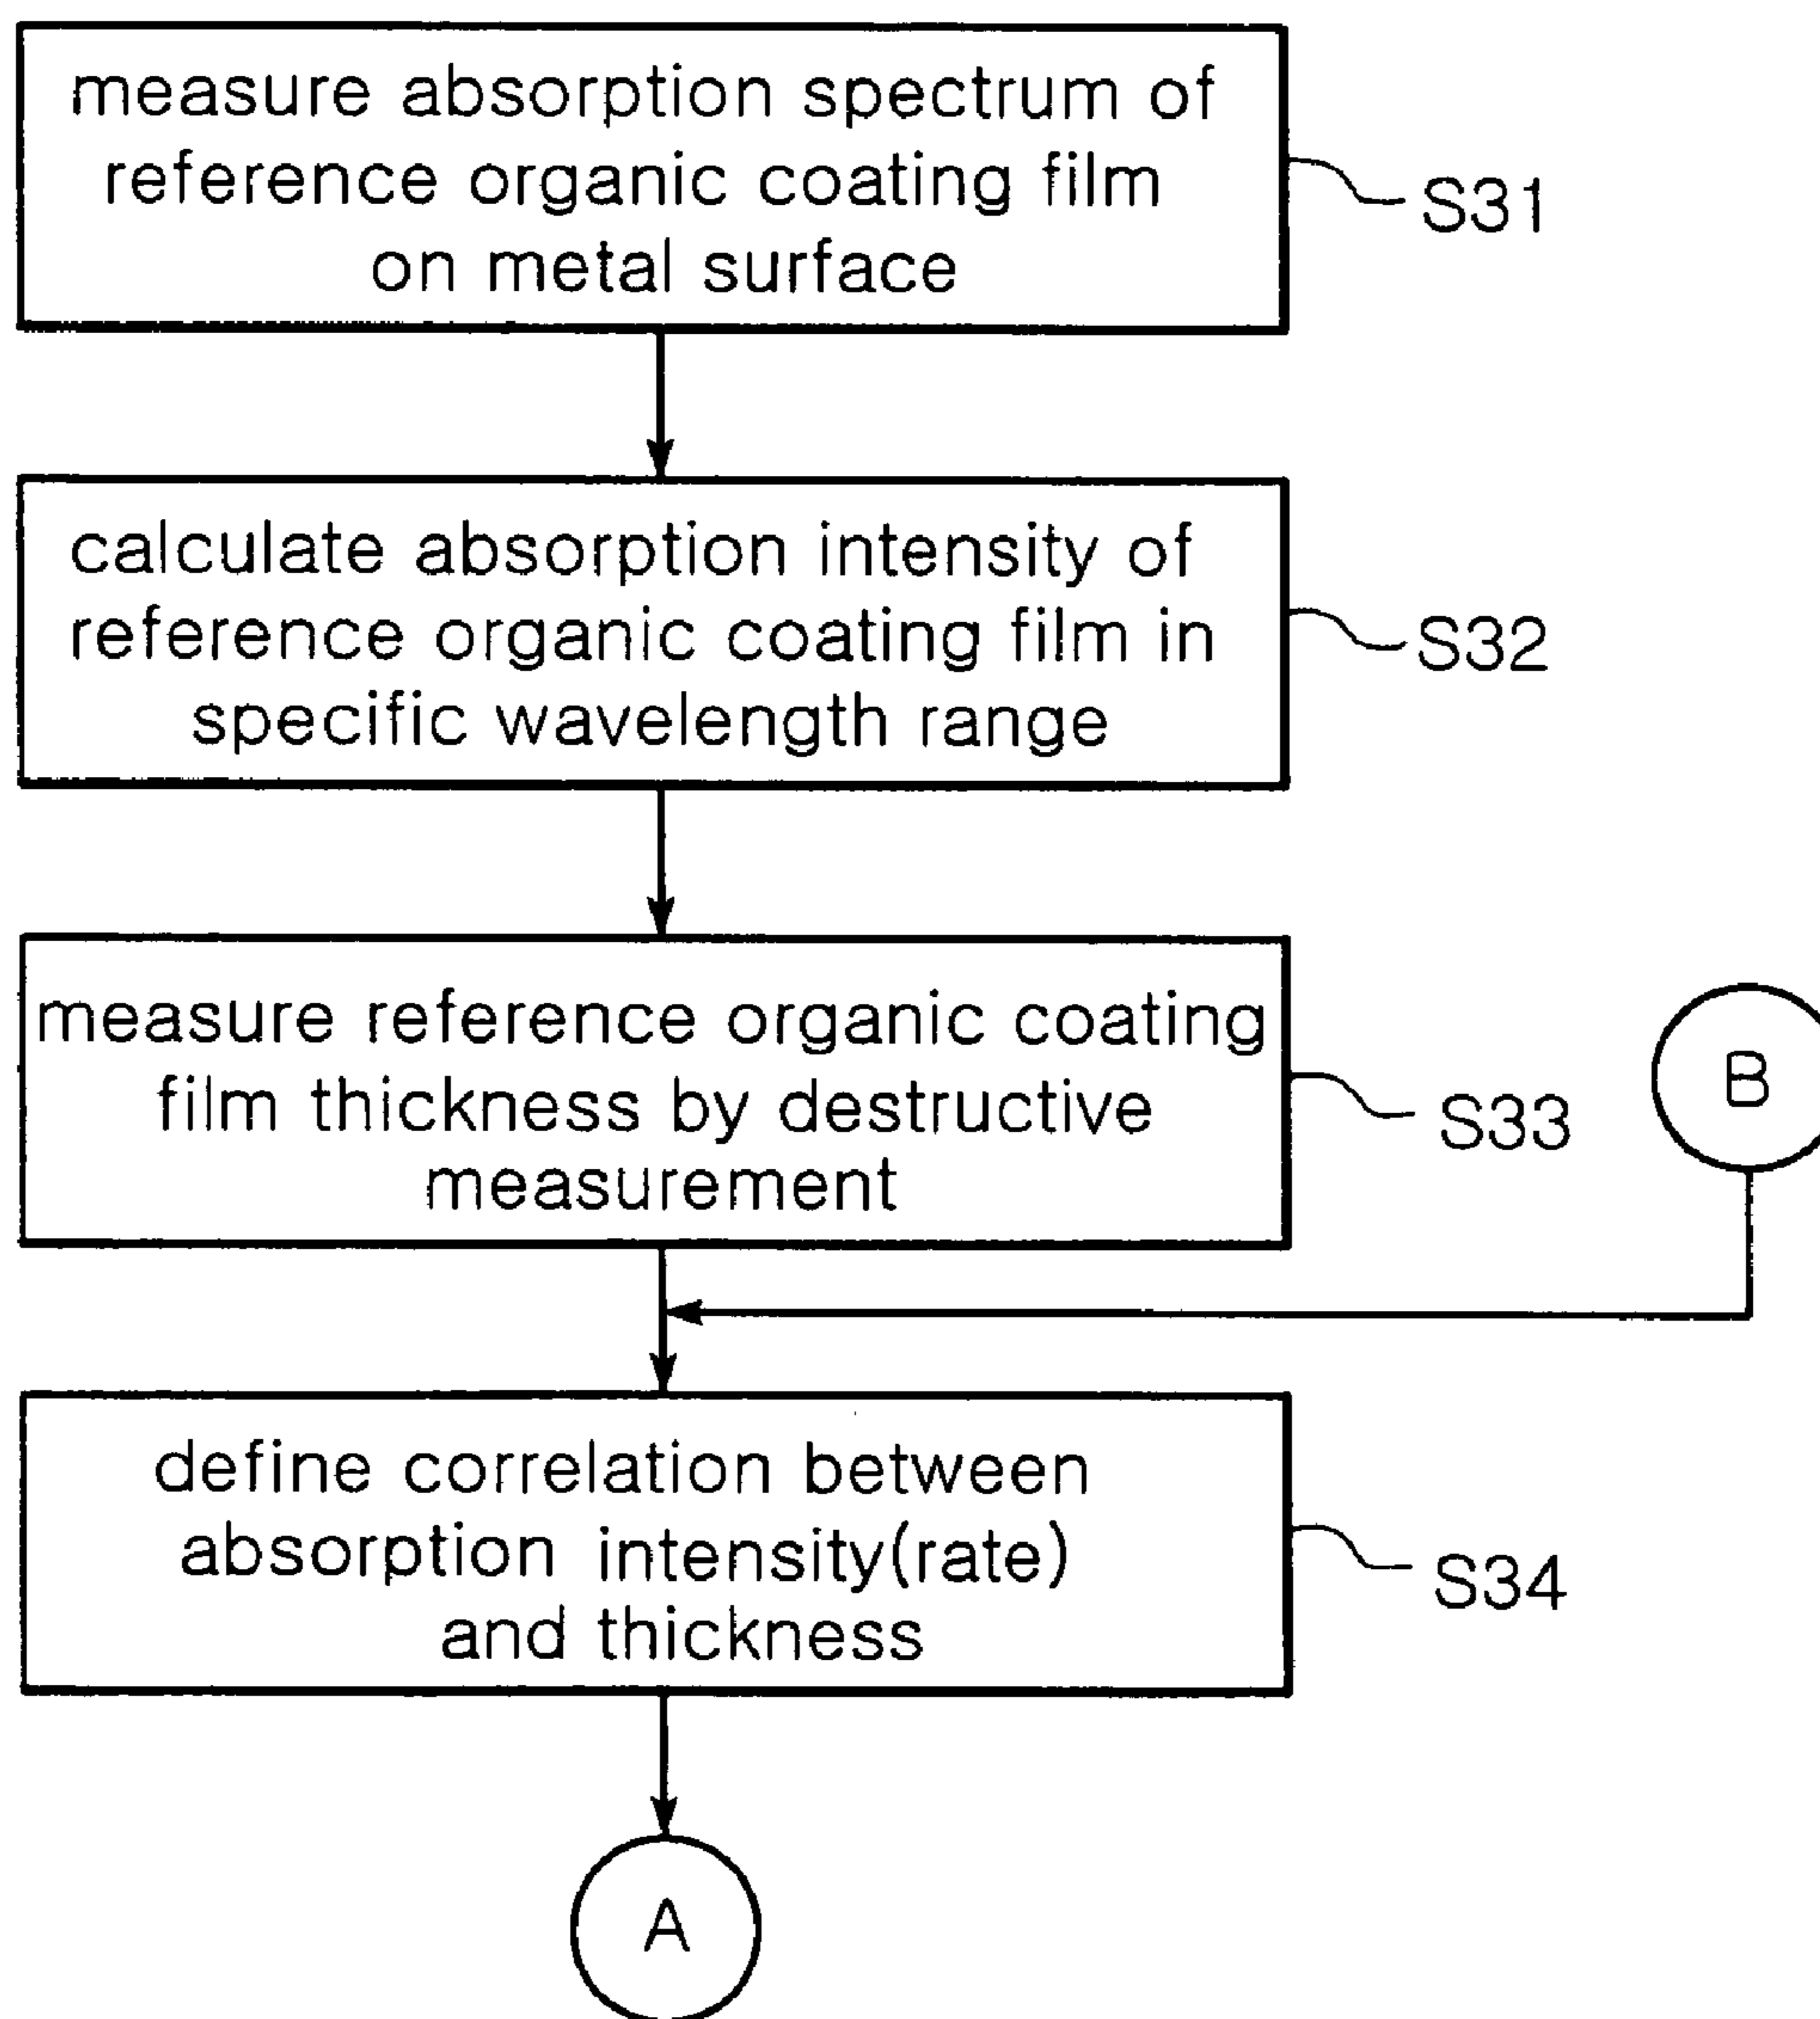 measure absorption spectrum of
reference organic coating film
on metal surface
S31
calculate absorption intensity of
reference organic coating film in
specific wavelength range
S32
measure reference organic coating
film thickness by destructive
measurement
S33
B
define correlation between
absorption intensity(rate)
and thickness
S34
A